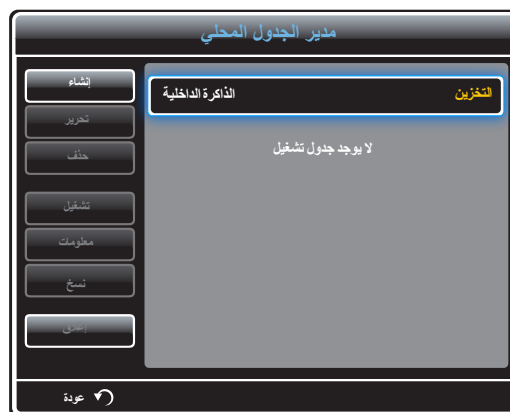 مدير الجدول المحلي
التخزين الذاكرة الداخلية
لا يوجد جدول تشغيل
إنشاء
تحرير
حذف
تشغيل
معلومات
نسخ
إغلاق
عودة